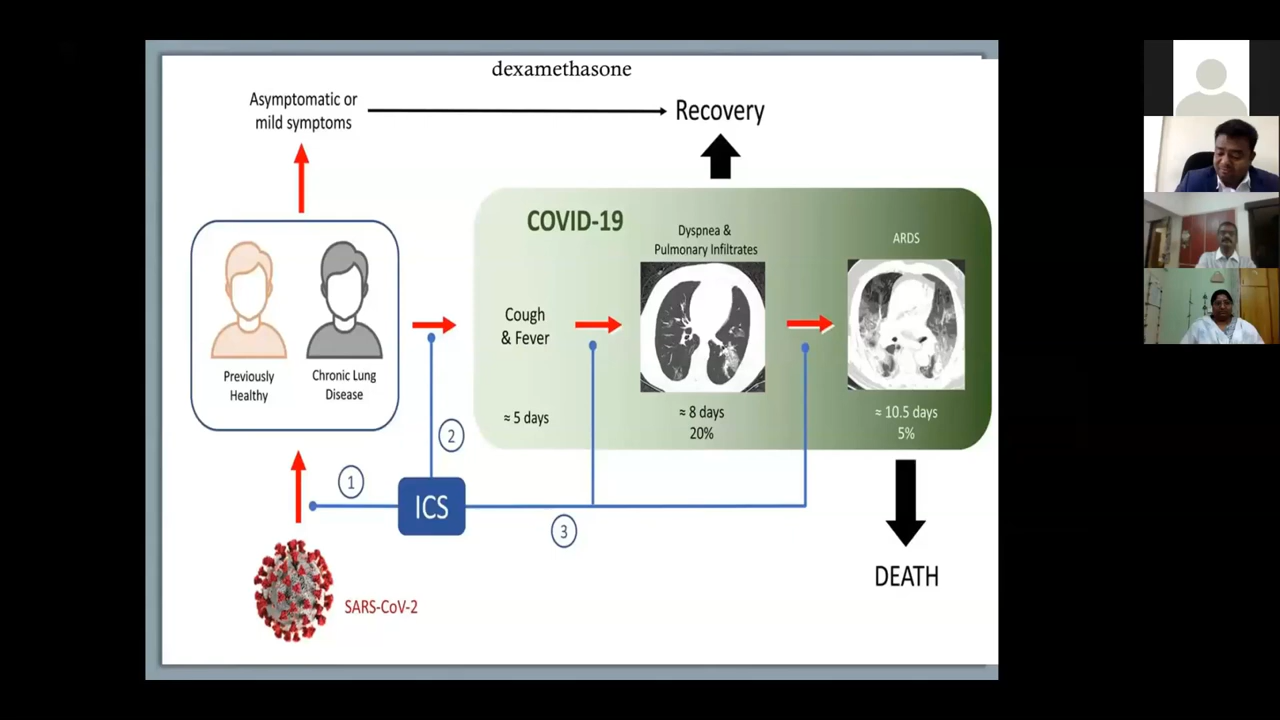 dexamethasone
Asymptomatic or
mild symptoms
Recovery
COVID-19
Dyspnea &
Pulmonary Infiltrates
ARDS
Cough
& Fever
Previously
Healthy
Chronic Lung
Disease
≈ 5 days
≈ 8 days
20%
≈ 10.5 days
5%
2
1
ICS
3
DEATH
SARS-CoV-2